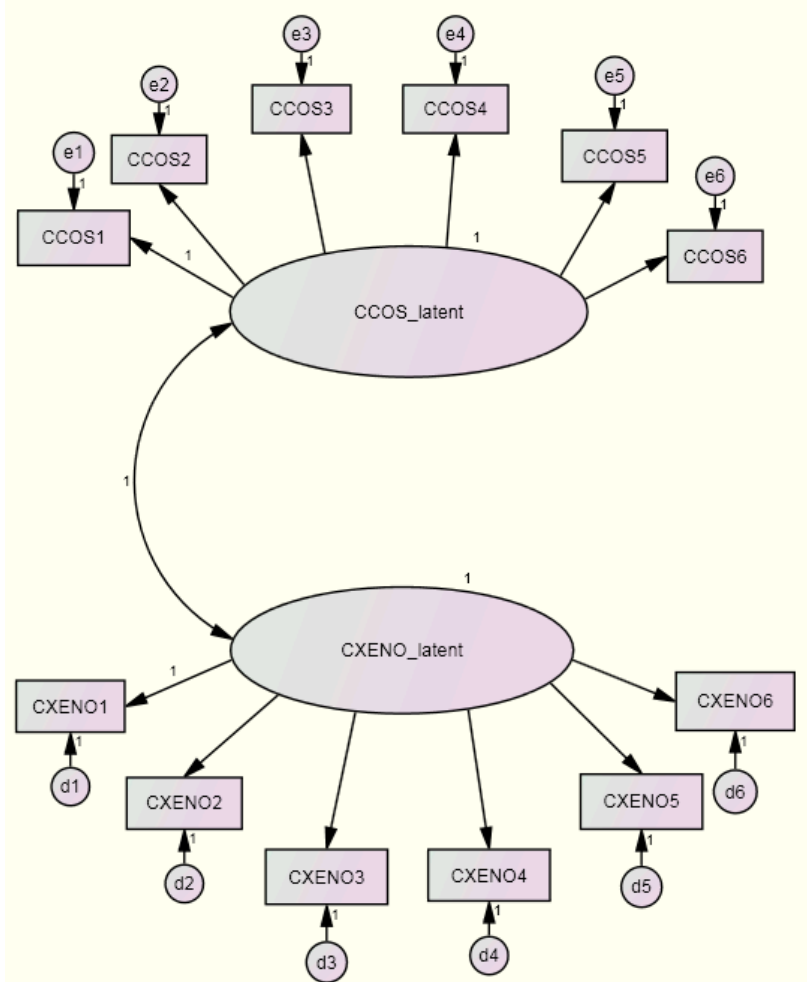 e3
1
e4
1
e5
1
e2
1
CCOS3
CCOS4
e1
1
CCOS2
CCOS5
e6
1
CCOS1
1
1
CCOS6
CCOS_latent
1
1
CXENO_latent
1
CXENO1
1
d1
CXENO6
1
d6
CXENO2
1
d2
CXENO5
1
d5
CXENO3
1
d3
CXENO4
1
d4